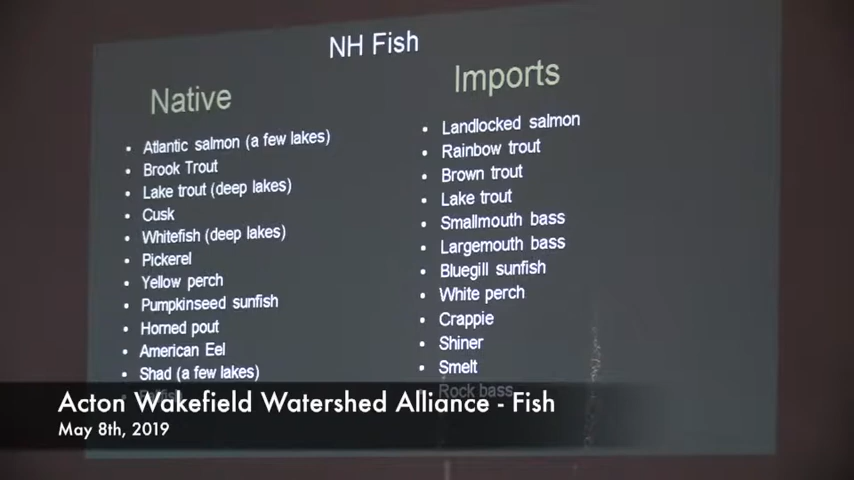 NH Fish
Native
• Atlantic salmon (a few lakes)
• Brook Trout
• Lake trout (deep lakes)
• Cusk
• Whitefish (deep lakes)
• Pickerel
• Yellow perch
• Pumpkinseed sunfish
• Horned pout
• American Eel
• Shad (a few lakes)
Imports
• Landlocked salmon
• Rainbow trout
• Brown trout
• Lake trout
• Smallmouth bass
• Largemouth bass
• Bluegill sunfish
• White perch
• Crappie
• Shiner
• Smelt
• Rock bass
Acton Wakefield Watershed Alliance - Fish
May 8th, 2019